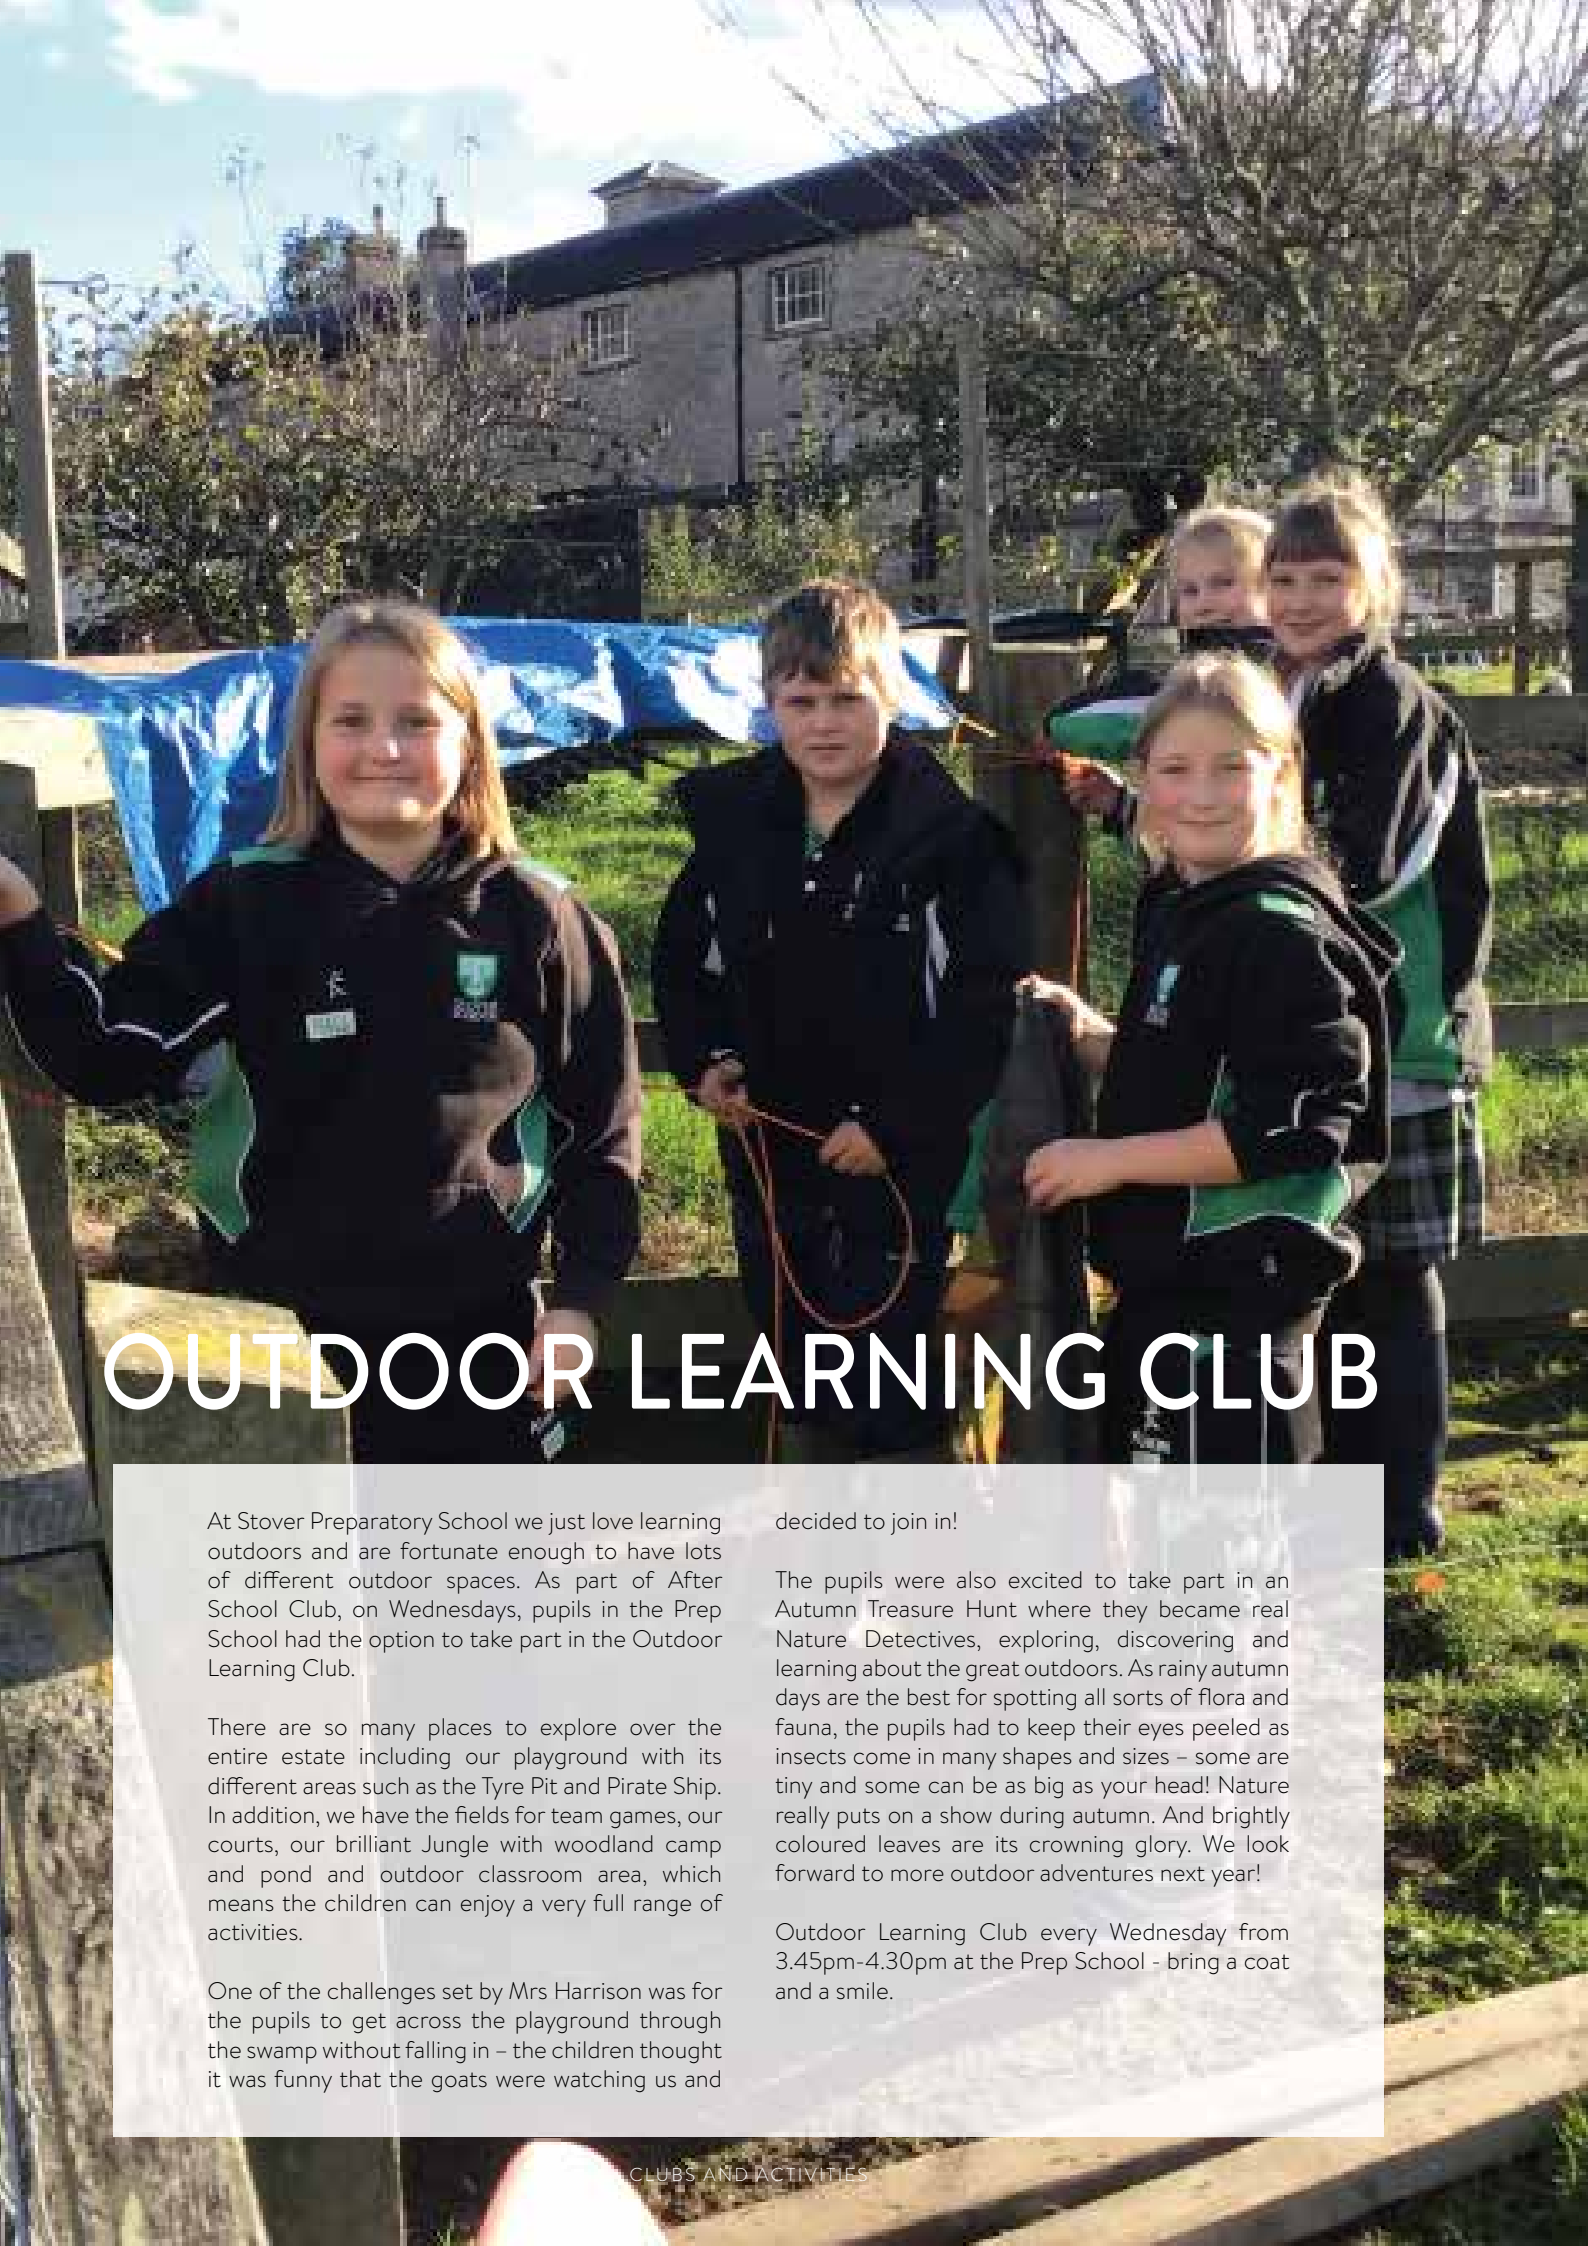 OUTDOOR LEARNING CLUB
At Stover Preparatory School we just love learning
outdoors and are fortunate enough to have lots
of different outdoor spaces. As part of After
School Club, on Wednesdays, pupils in the Prep
School had the option to take part in the Outdoor
Learning Club.
There are so many places to explore over the
entire estate including our playground with its
different areas such as the Tyre Pit and Pirate Ship.
In addition, we have the fields for team games, our
courts, our brilliant Jungle with woodland camp
and pond and outdoor classroom area, which
means the children can enjoy a very full range of
activities.
One of the challenges set by Mrs Harrison was for
the pupils to get across the playground through
the swamp without falling in – the children thought
it was funny that the goats were watching us and
decided to join in!
The pupils were also excited to take part in an
Autumn Treasure Hunt where they became real
Nature Detectives, exploring, discovering and
learning about the great outdoors. As rainy autumn
days are the best for spotting all sorts of flora and
fauna, the pupils had to keep their eyes peeled as
insects come in many shapes and sizes – some are
tiny and some can be as big as your head! Nature
really puts on a show during autumn. And brightly
coloured leaves are its crowning glory. We look
forward to more outdoor adventures next year!
Outdoor Learning Club every Wednesday from
3.45pm-4.30pm at the Prep School - bring a coat
and a smile.
CLUBS AND ACTIVITIES